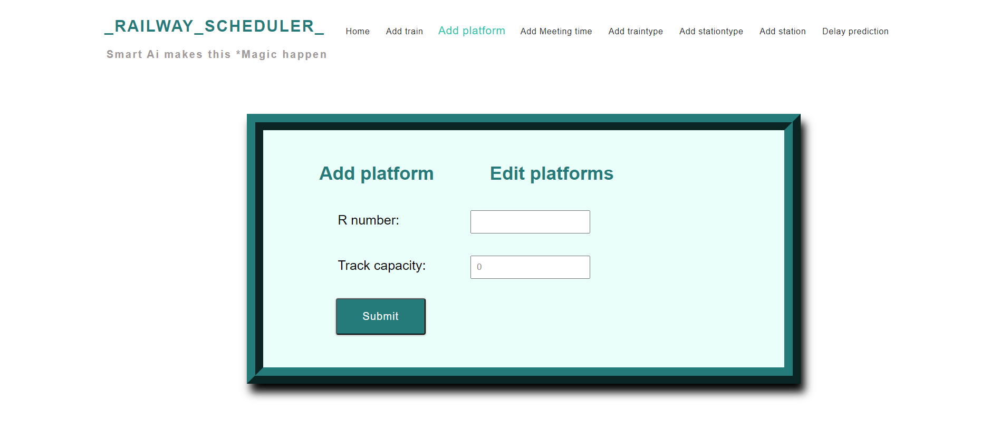 _RAILWAY_SCHEDULER_
Home Add train Add platform Add Meeting time Add traintype Add stationtype Add station Delay prediction
Smart Ai makes this *Magic happen
Add platform Edit platforms
R number:
Track capacity: 0
Submit